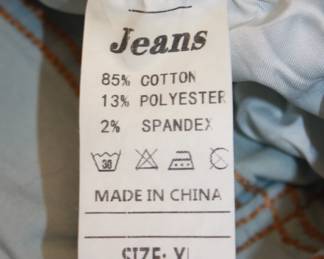 Jeans
85% COTTON
13% POLYESTER
2% SPANDEX
30
MADE IN CHINA
SIZE: XL